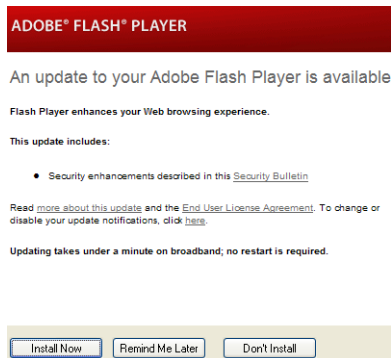 ADOBE® FLASH® PLAYER
An update to your Adobe Flash Player is available
Flash Player enhances your Web browsing experience.
This update includes:
• Security enhancements described in this Security Bulletin
Read more about this update and the End User License Agreement. To change or
disable your update notifications, click here.
Updating takes under a minute on broadband; no restart is required.
Install Now Remind Me Later Don't Install